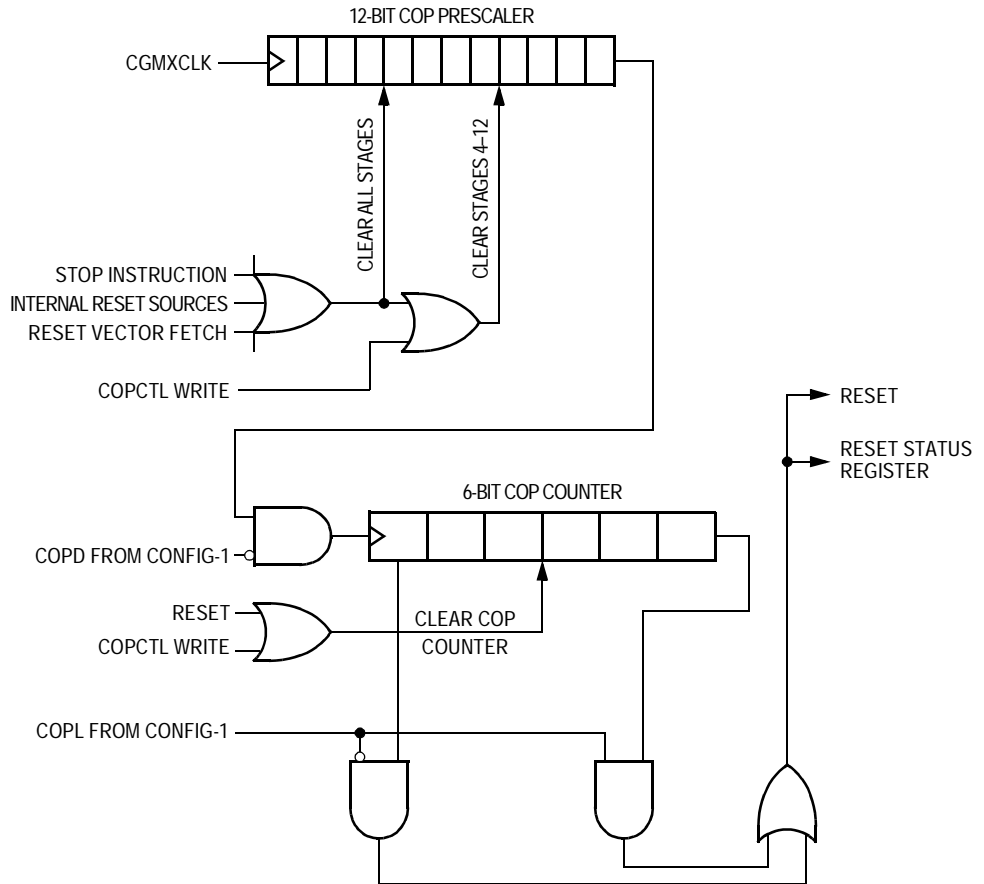 12-BIT COP PRESCALER
CGMXCLK
CLEAR ALL STAGES
CLEAR STAGES 4–12
STOP INSTRUCTION
INTERNAL RESET SOURCES
RESET VECTOR FETCH
COPCTL WRITE
RESET
RESET STATUS
REGISTER
6-BIT COP COUNTER
COPD FROM CONFIG-1
RESET
COPCTL WRITE
CLEAR COP
COUNTER
COPL FROM CONFIG-1